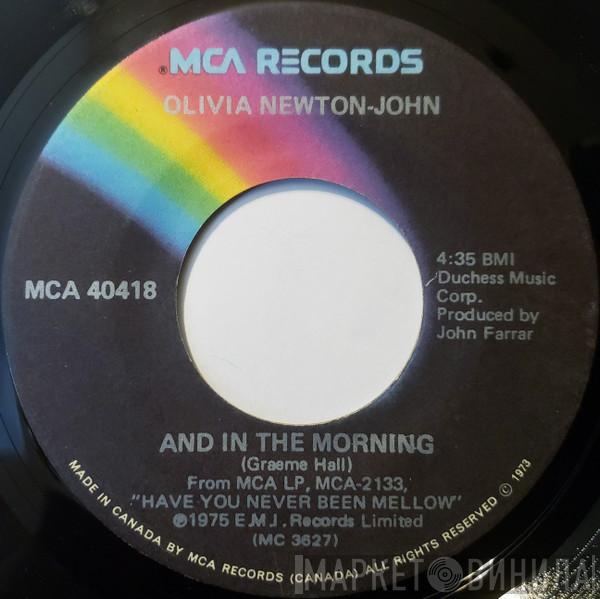 ®MCA RECORDS
OLIVIA NEWTON-JOHN
MCA 40418
4:35 BMI
Duchess Music
Corp.
Produced by
John Farrar
AND IN THE MORNING
(Graeme Hall)
From MCA LP, MCA-2133,
"HAVE YOU NEVER BEEN MELLOW"
℗1975 E.M.I. Records Limited
(MC 3627)
MADE IN CANADA BY MCA RECORDS (CANADA) ALL RIGHTS RESERVED © 1973
МАРКЕТ ВИНИЛА